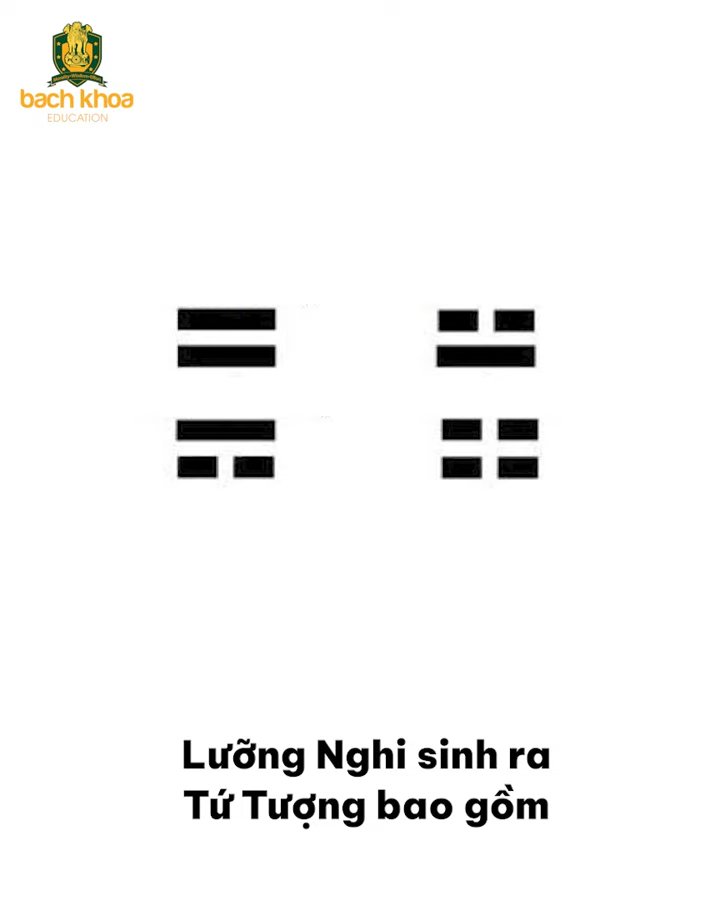 bach khoa
EDUCATION
Lưỡng Nghi sinh ra
Tứ Tượng bao gồm